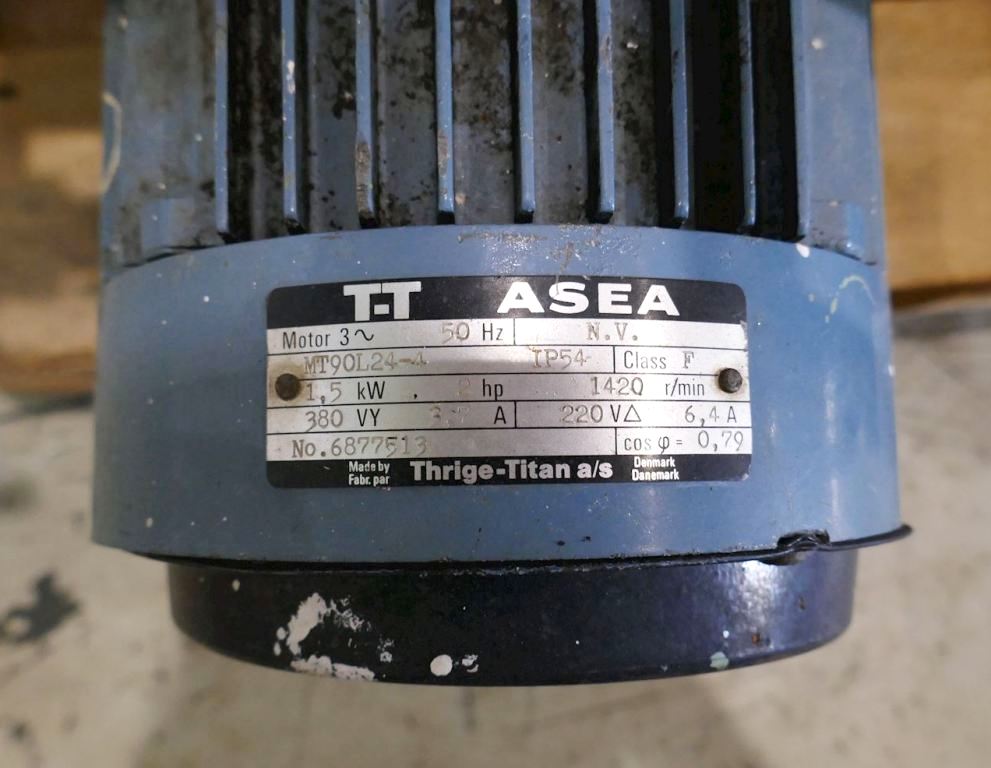 T-T ASEA
Motor 3~ 50 Hz N.V.
MT90L24-4 IP54 Class F
1,5 kW 2 hp 1420 r/min
380 VY A 220 V△ 6,4 A
No. 6877513 cos φ = 0,79
Made by Fabr. par Thrige-Titan a/s Denmark Danemark